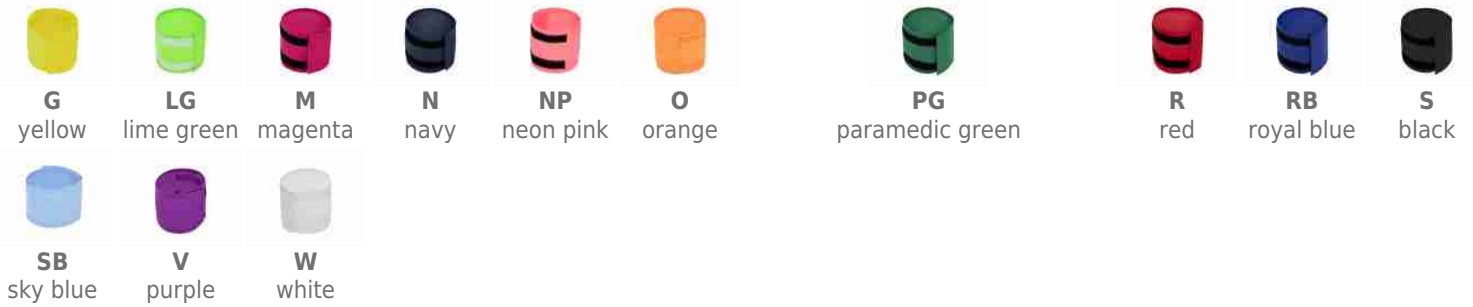 G LG M N NP O PG R RB S
yellow lime green magenta navy neon pink orange paramedic green red royal blue black
SB V W
sky blue purple white